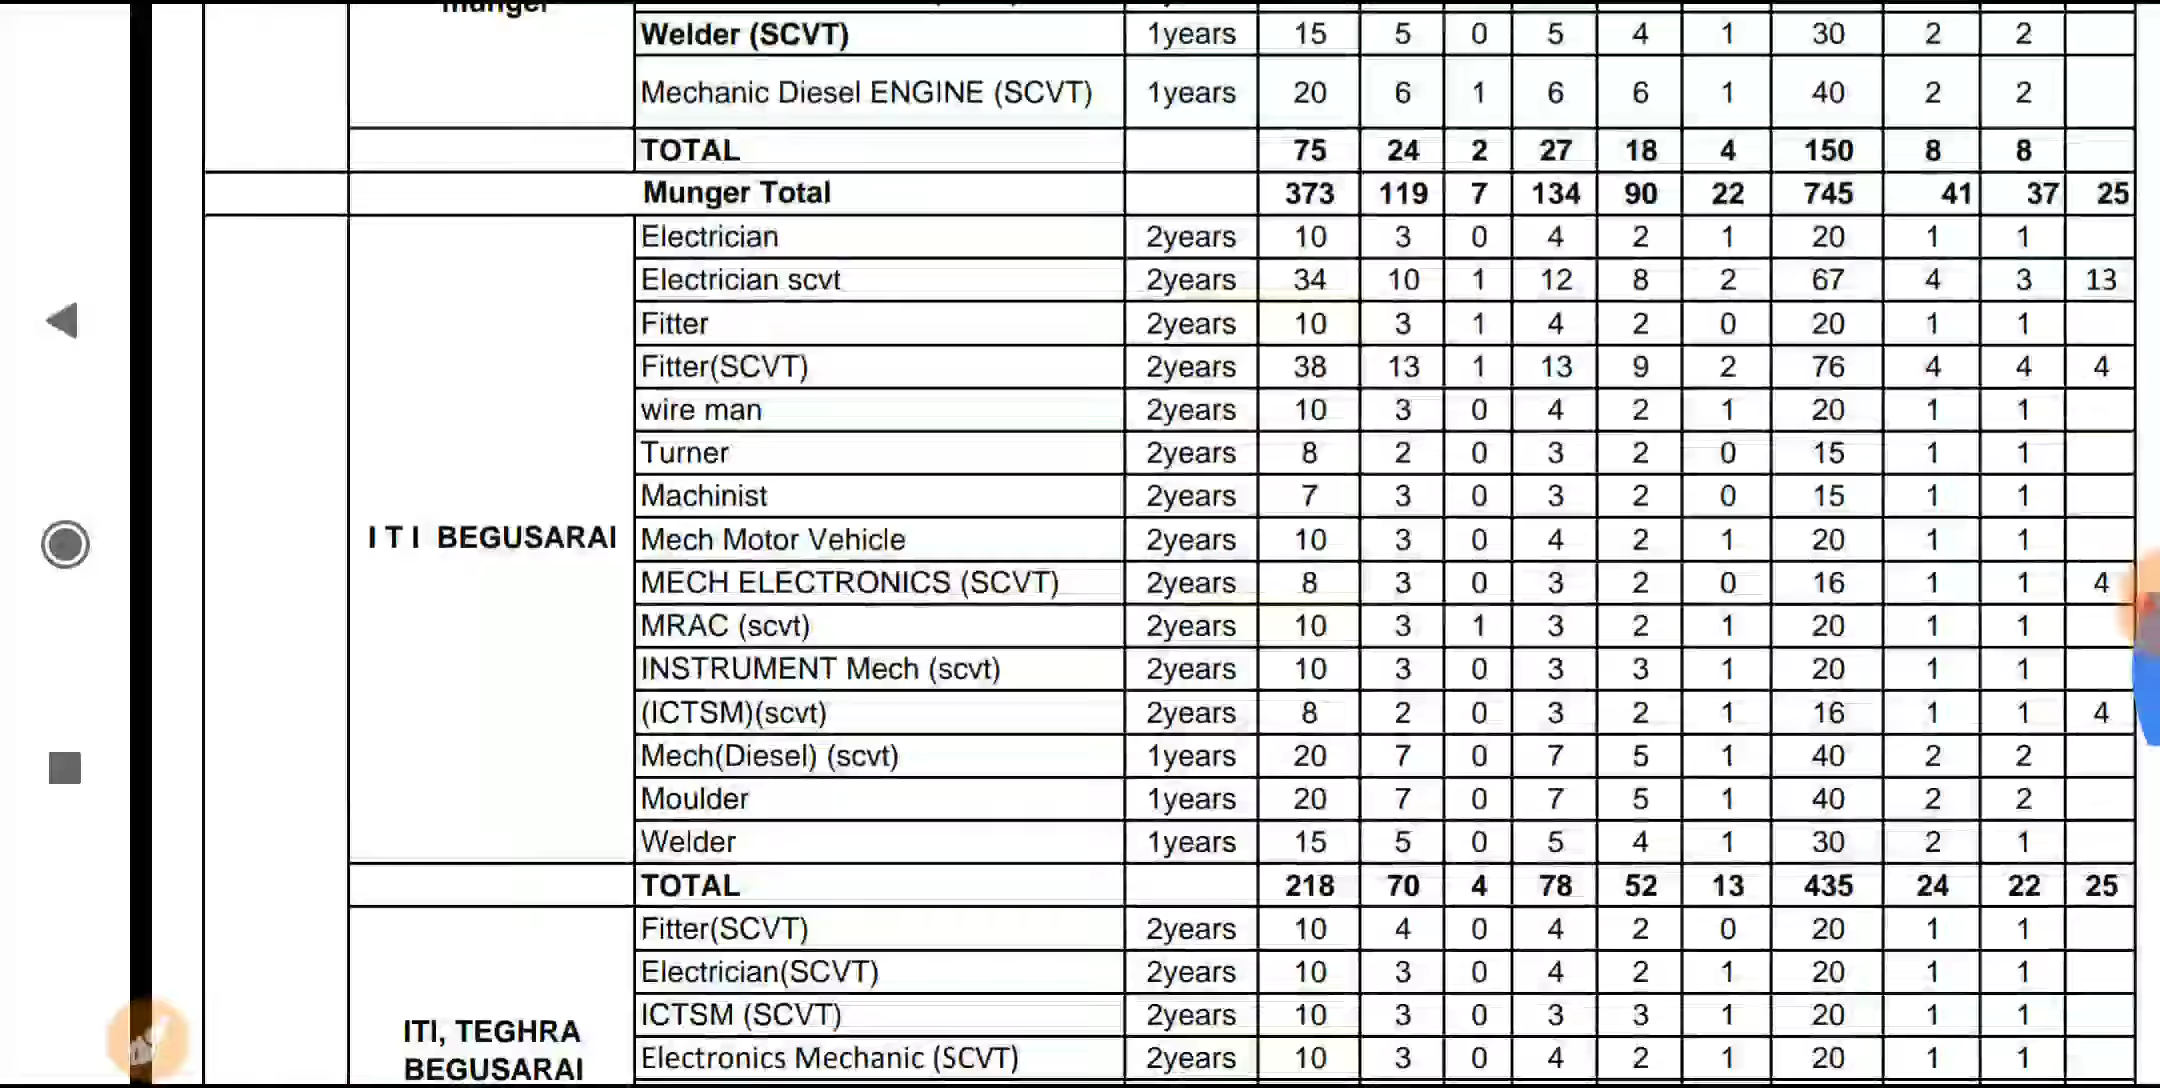 Munger
Welder (SCVT) 1years 15 5 0 5 4 1 30 2 2
Mechanic Diesel ENGINE (SCVT) 1years 20 6 1 6 6 1 40 2 2
TOTAL 75 24 2 27 18 4 150 8 8
Munger Total 373 119 7 134 90 22 745 41 37 25
Electrician 2years 10 3 0 4 2 1 20 1 1
Electrician scvt 2years 34 10 1 12 8 2 67 4 3 13
Fitter 2years 10 3 1 4 2 0 20 1 1
Fitter(SCVT) 2years 38 13 1 13 9 2 76 4 4 4
wire man 2years 10 3 0 4 2 1 20 1 1
Turner 2years 8 2 0 3 2 0 15 1 1
Machinist 2years 7 3 0 3 2 0 15 1 1
I T I BEGUSARAI Mech Motor Vehicle 2years 10 3 0 4 2 1 20 1 1
MECH ELECTRONICS (SCVT) 2years 8 3 0 3 2 0 16 1 1 4
MRAC (scvt) 2years 10 3 1 3 2 1 20 1 1
INSTRUMENT Mech (scvt) 2years 10 3 0 3 3 1 20 1 1
(ICTSM)(scvt) 2years 8 2 0 3 2 1 16 1 1 4
Mech(Diesel) (scvt) 1years 20 7 0 7 5 1 40 2 2
Moulder 1years 20 7 0 7 5 1 40 2 2
Welder 1years 15 5 0 5 4 1 30 2 1
TOTAL 218 70 4 78 52 13 435 24 22 25
Fitter(SCVT) 2years 10 4 0 4 2 0 20 1 1
Electrician(SCVT) 2years 10 3 0 4 2 1 20 1 1
ICTSM (SCVT) 2years 10 3 0 3 3 1 20 1 1
ITI, TEGHRA
Electronics Mechanic (SCVT) 2years 10 3 0 4 2 1 20 1 1
BEGUSARAI